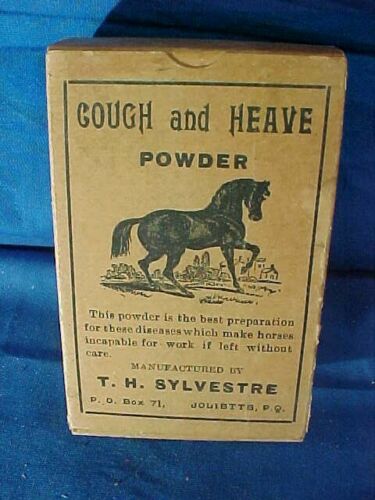 COUGH and HEAVE
POWDER
This powder is the best preparation
for these diseases which make horses
incapable for work if left without
care.
MANUFACTURED BY
T. H. SYLVESTRE
P. O. Box 71, JOLIBTTS, P.Q.